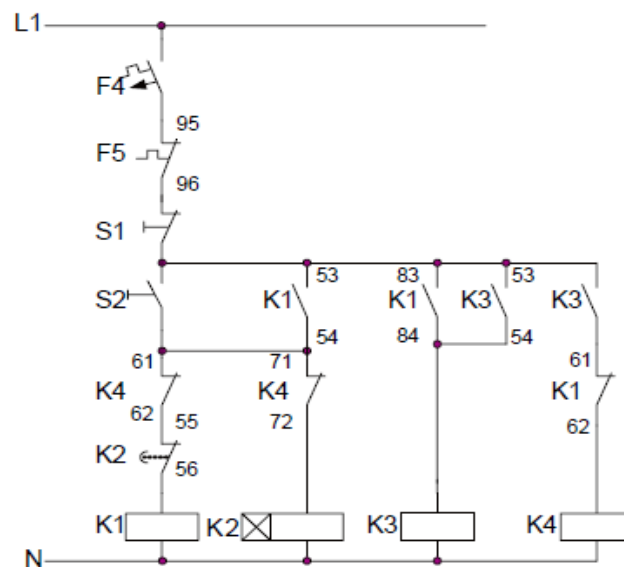 L1
F4
95
F5
96
S1
53 83 53
S2 K1 K1 K3 K3
54 84 54
61 71 61
K4 K4 K1
62 55 72 62
K2 56
K1 K2 K3 K4
N